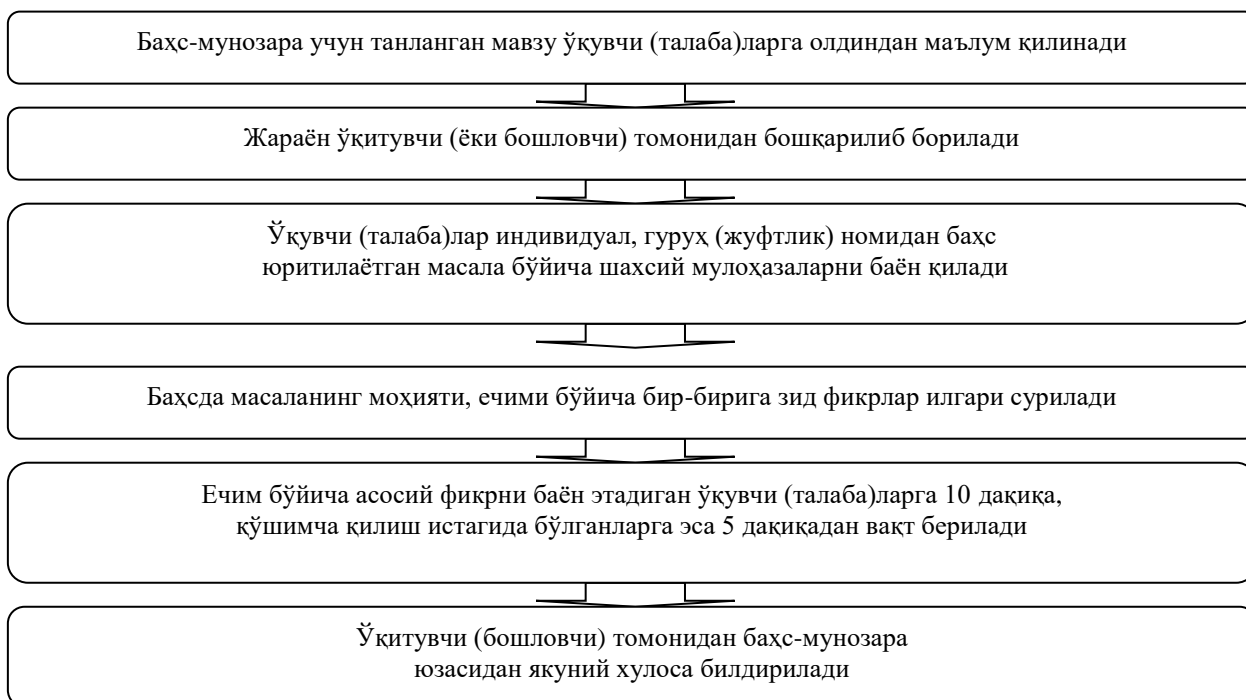 Баҳс-мунозара учун танланган мавзу ўқувчи (талаба)ларга олдиндан маълум қилинади
Жараён ўқитувчи (ёки бошловчи) томонидан бошқарилиб борилади
Ўқувчи (талаба)лар индивидуал, гуруҳ (жуфтлик) номидан баҳс
юритилаётган масала бўйича шахсий мулоҳазаларни баён қилади
Баҳсда масаланинг моҳияти, ечими бўйича бир-бирига зид фикрлар илгари сурилади
Ечим бўйича асосий фикрни баён этадиган ўқувчи (талаба)ларга 10 дақиқа,
қўшимча қилиш истагида бўлганларга эса 5 дақиқадан вақт берилади
Ўқитувчи (бошловчи) томонидан баҳс-мунозара
юзасидан якуний хулоса билдирилади